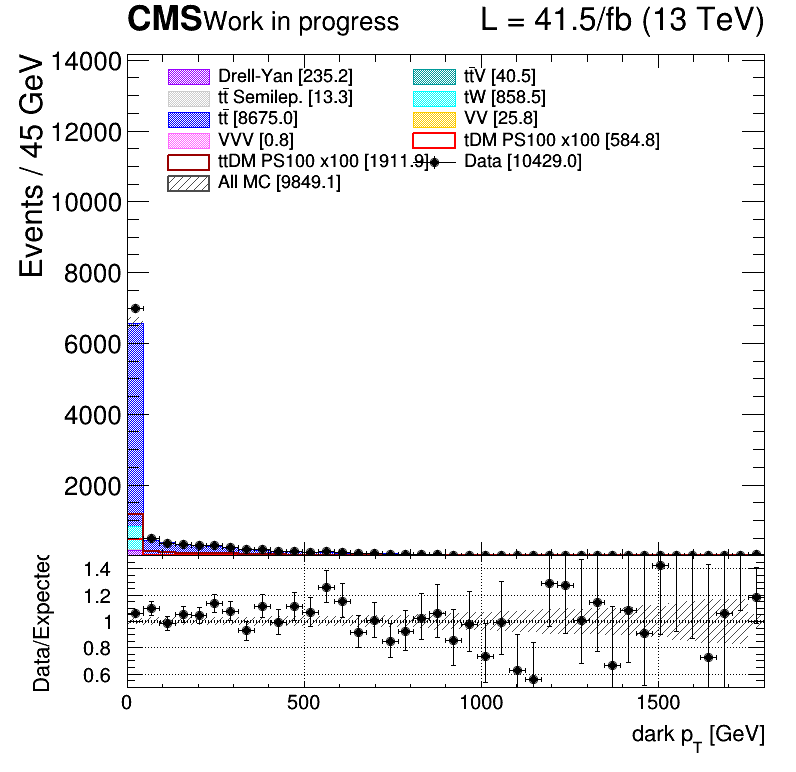 CMS Work in progress L = 41.5/fb (13 TeV)
Events / 45 GeV
14000
12000
10000
8000
6000
4000
2000
Drell-Yan [235.2]
tt̄V [40.5]
tt̄ Semilep. [13.3]
tW [858.5]
tt̄ [8675.0]
VV [25.8]
VVV [0.8]
tDM PS100 x100 [584.8]
ttDM PS100 x100 [1911.9]
Data [10429.0]
All MC [9849.1]
Data/Expected
1.4
1.2
1
0.8
0.6
0 500 1000 1500
dark p_T [GeV]